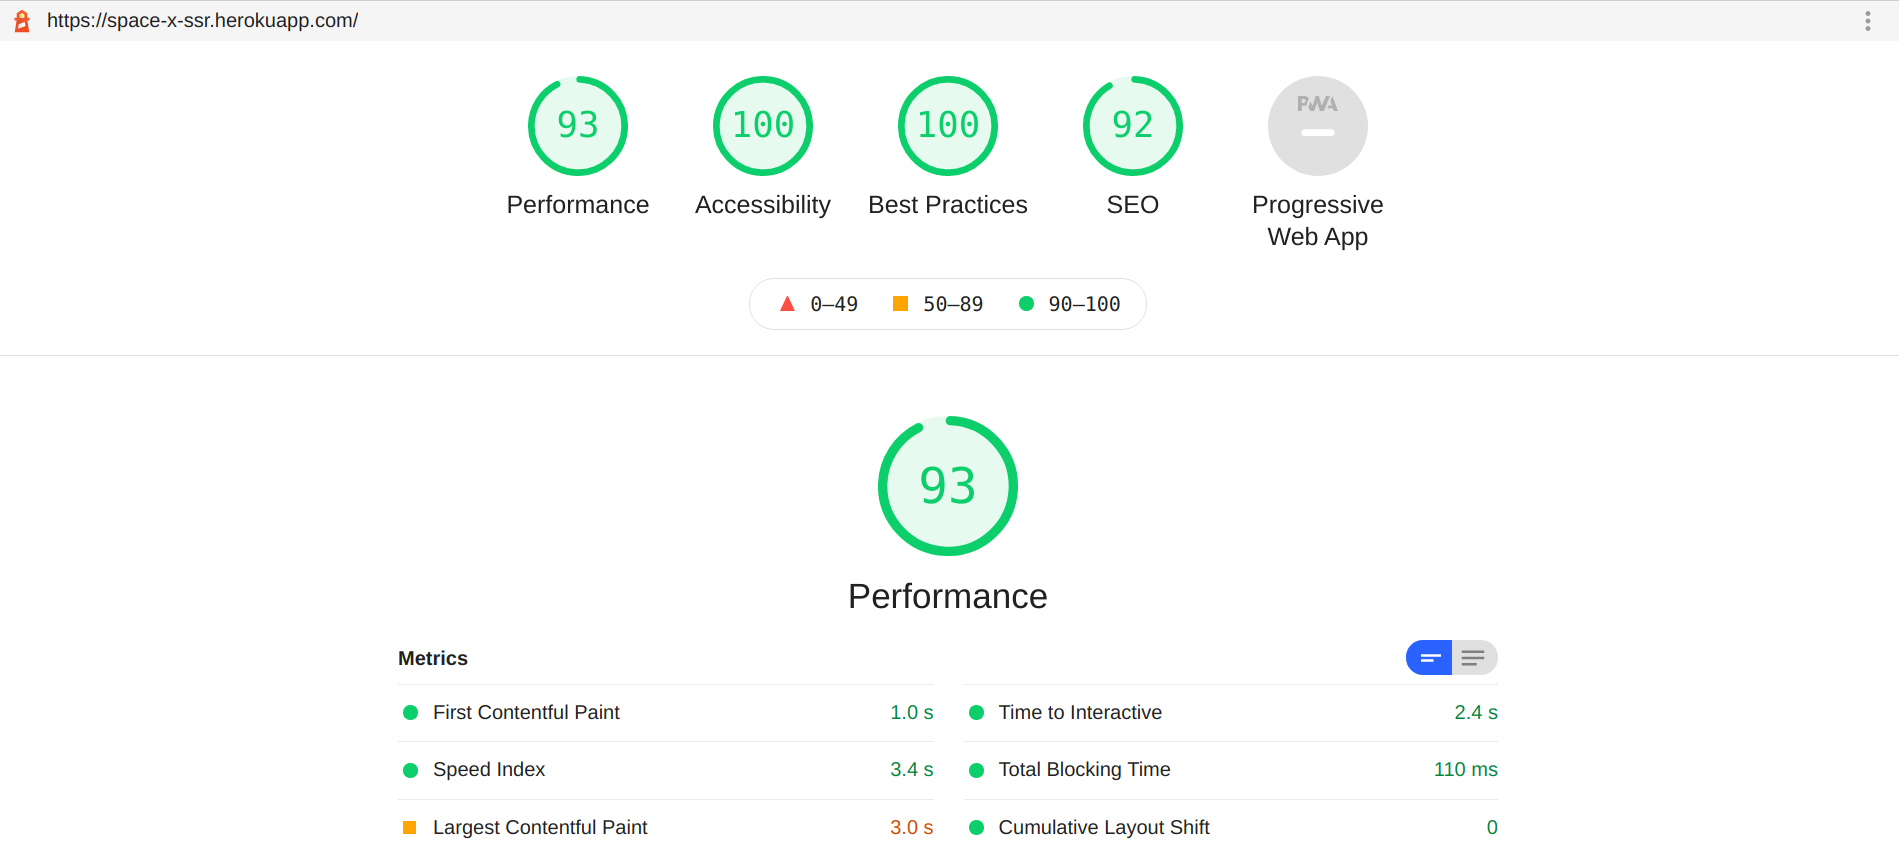 https://space-x-ssr.herokuapp.com/
93
100
100
92
PWA
Performance
Accessibility
Best Practices
SEO
Progressive
Web App
0–49
50–89
90–100
93
Performance
Metrics
First Contentful Paint 1.0 s
Time to Interactive 2.4 s
Speed Index 3.4 s
Total Blocking Time 110 ms
Largest Contentful Paint 3.0 s
Cumulative Layout Shift 0